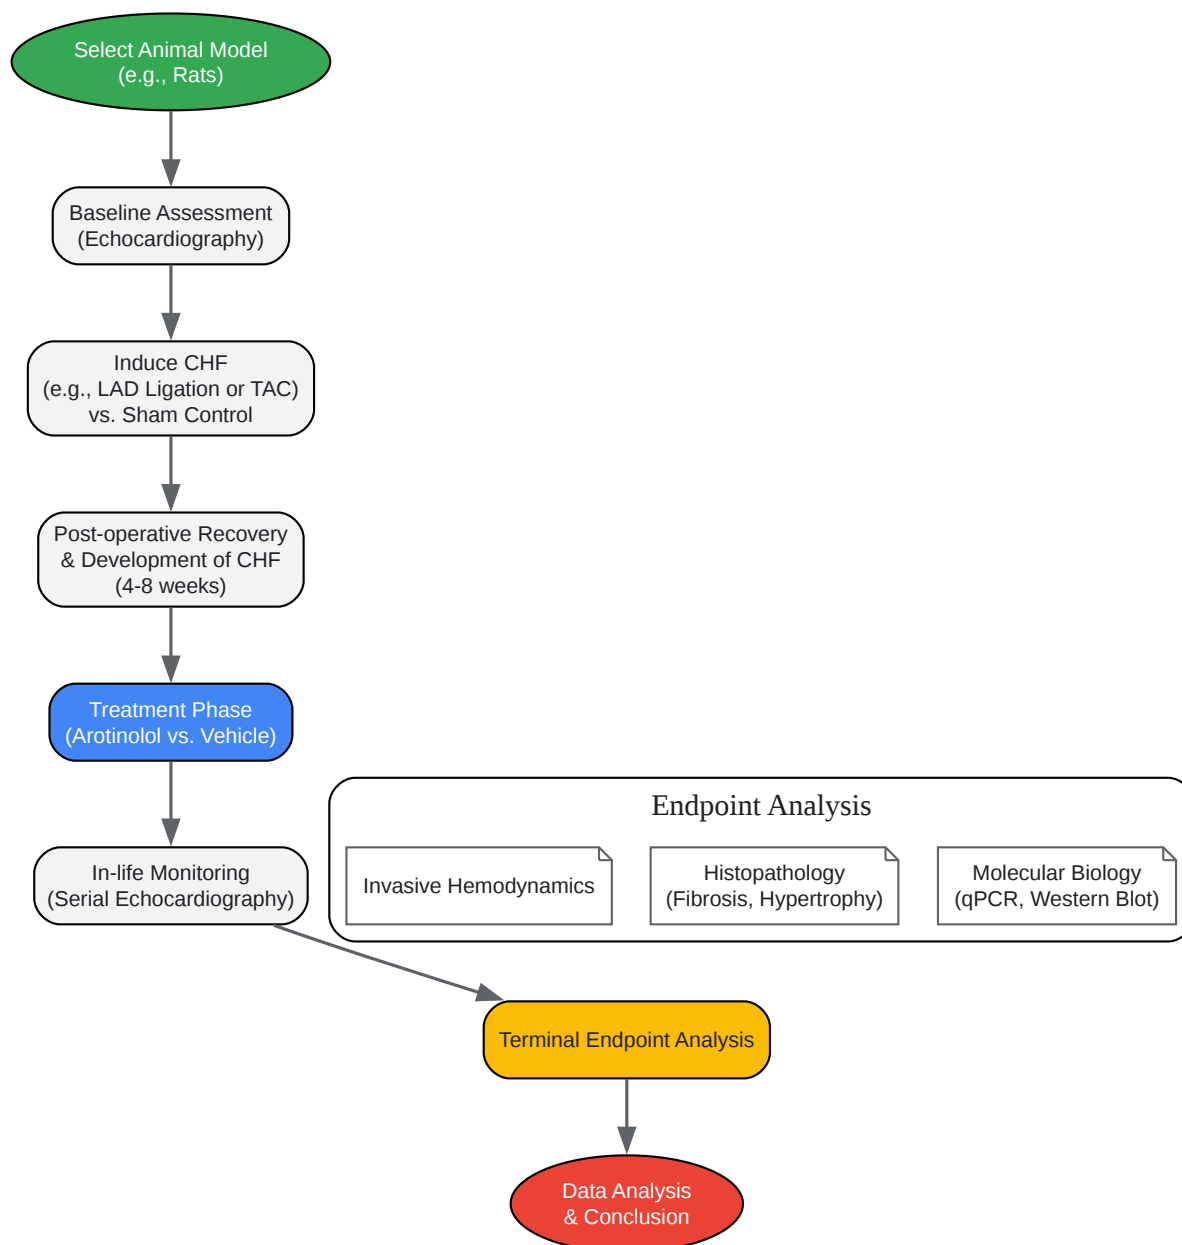 Select Animal Model
(e.g., Rats)
Baseline Assessment
(Echocardiography)
Induce CHF
(e.g., LAD Ligation or TAC)
vs. Sham Control
Post-operative Recovery
& Development of CHF
(4-8 weeks)
Treatment Phase
(Arotinolol vs. Vehicle)
In-life Monitoring
(Serial Echocardiography)
Endpoint Analysis
Invasive Hemodynamics
Histopathology
(Fibrosis, Hypertrophy)
Molecular Biology
(qPCR, Western Blot)
Terminal Endpoint Analysis
Data Analysis
& Conclusion